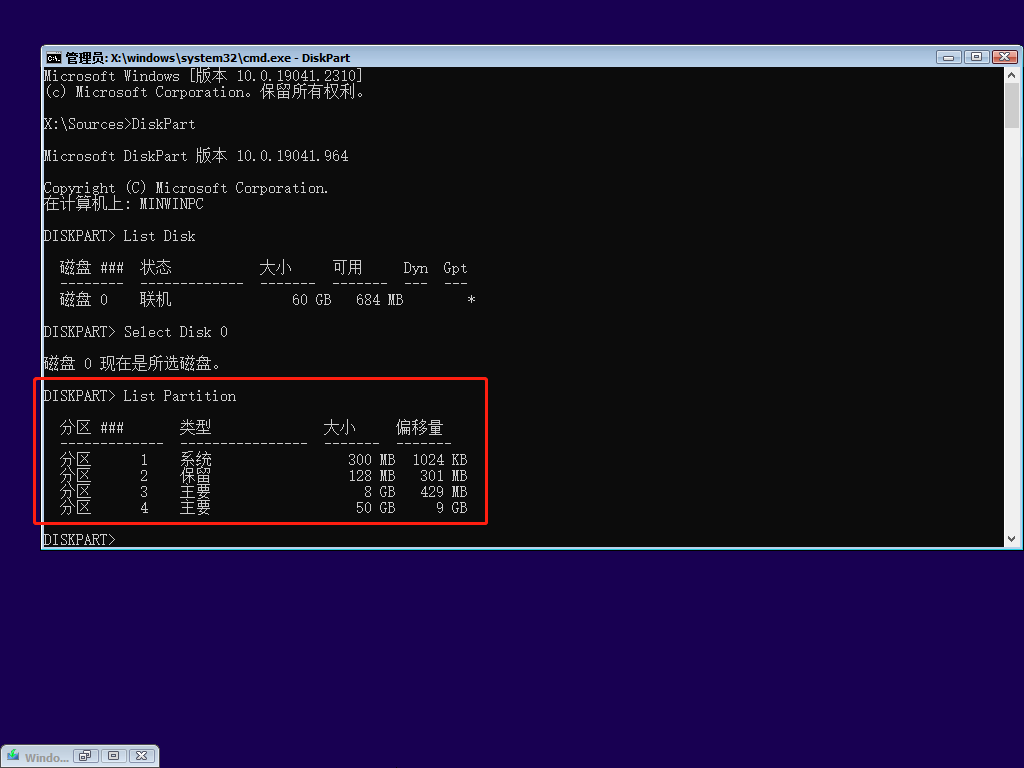 管理员: X:\windows\system32\cmd.exe - DiskPart
Microsoft Windows [版本 10.0.19041.2310]
(c) Microsoft Corporation。保留所有权利。
X:\Sources>DiskPart
Microsoft DiskPart 版本 10.0.19041.964
Copyright (C) Microsoft Corporation.
在计算机上: MINWINPC
DISKPART> List Disk
磁盘 ### 状态 大小 可用 Dyn Gpt
-------- ------------- ------- ------- --- ---
磁盘 0 联机 60 GB 684 MB *
DISKPART> Select Disk 0
磁盘 0 现在是所选磁盘。
DISKPART> List Partition
分区 ### 类型 大小 偏移量
------------- ---------------- ------- -------
分区 1 系统 300 MB 1024 KB
分区 2 保留 128 MB 301 MB
分区 3 主要 8 GB 429 MB
分区 4 主要 50 GB 9 GB
DISKPART>
Windo...